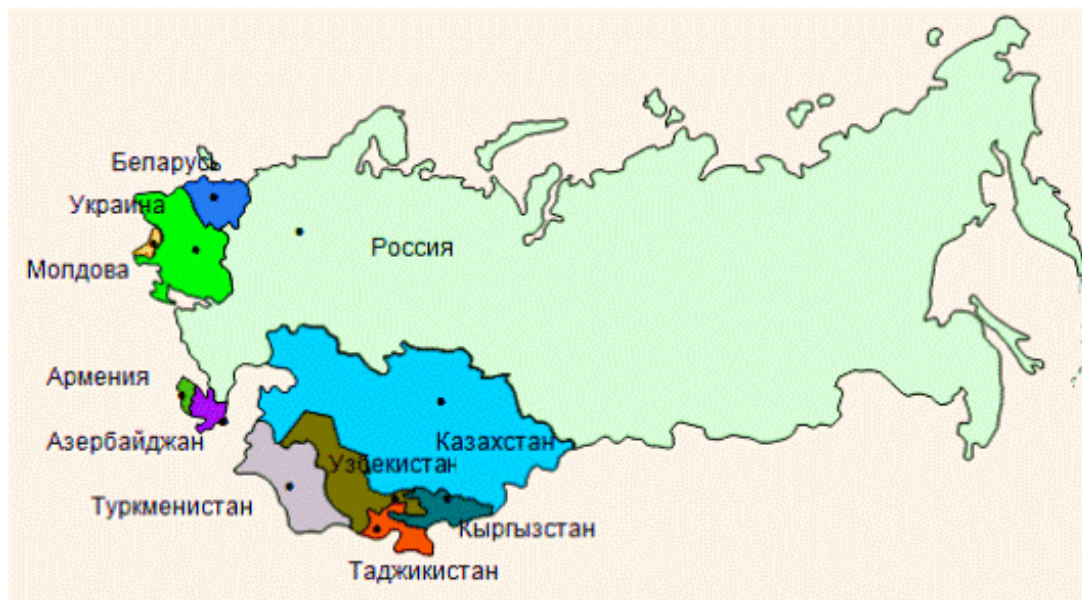 Беларусь
Украина
Россия
Молдова
Армения
Азербайджан
Казахстан
Узбекистан
Туркменистан
Кыргызстан
Таджикистан